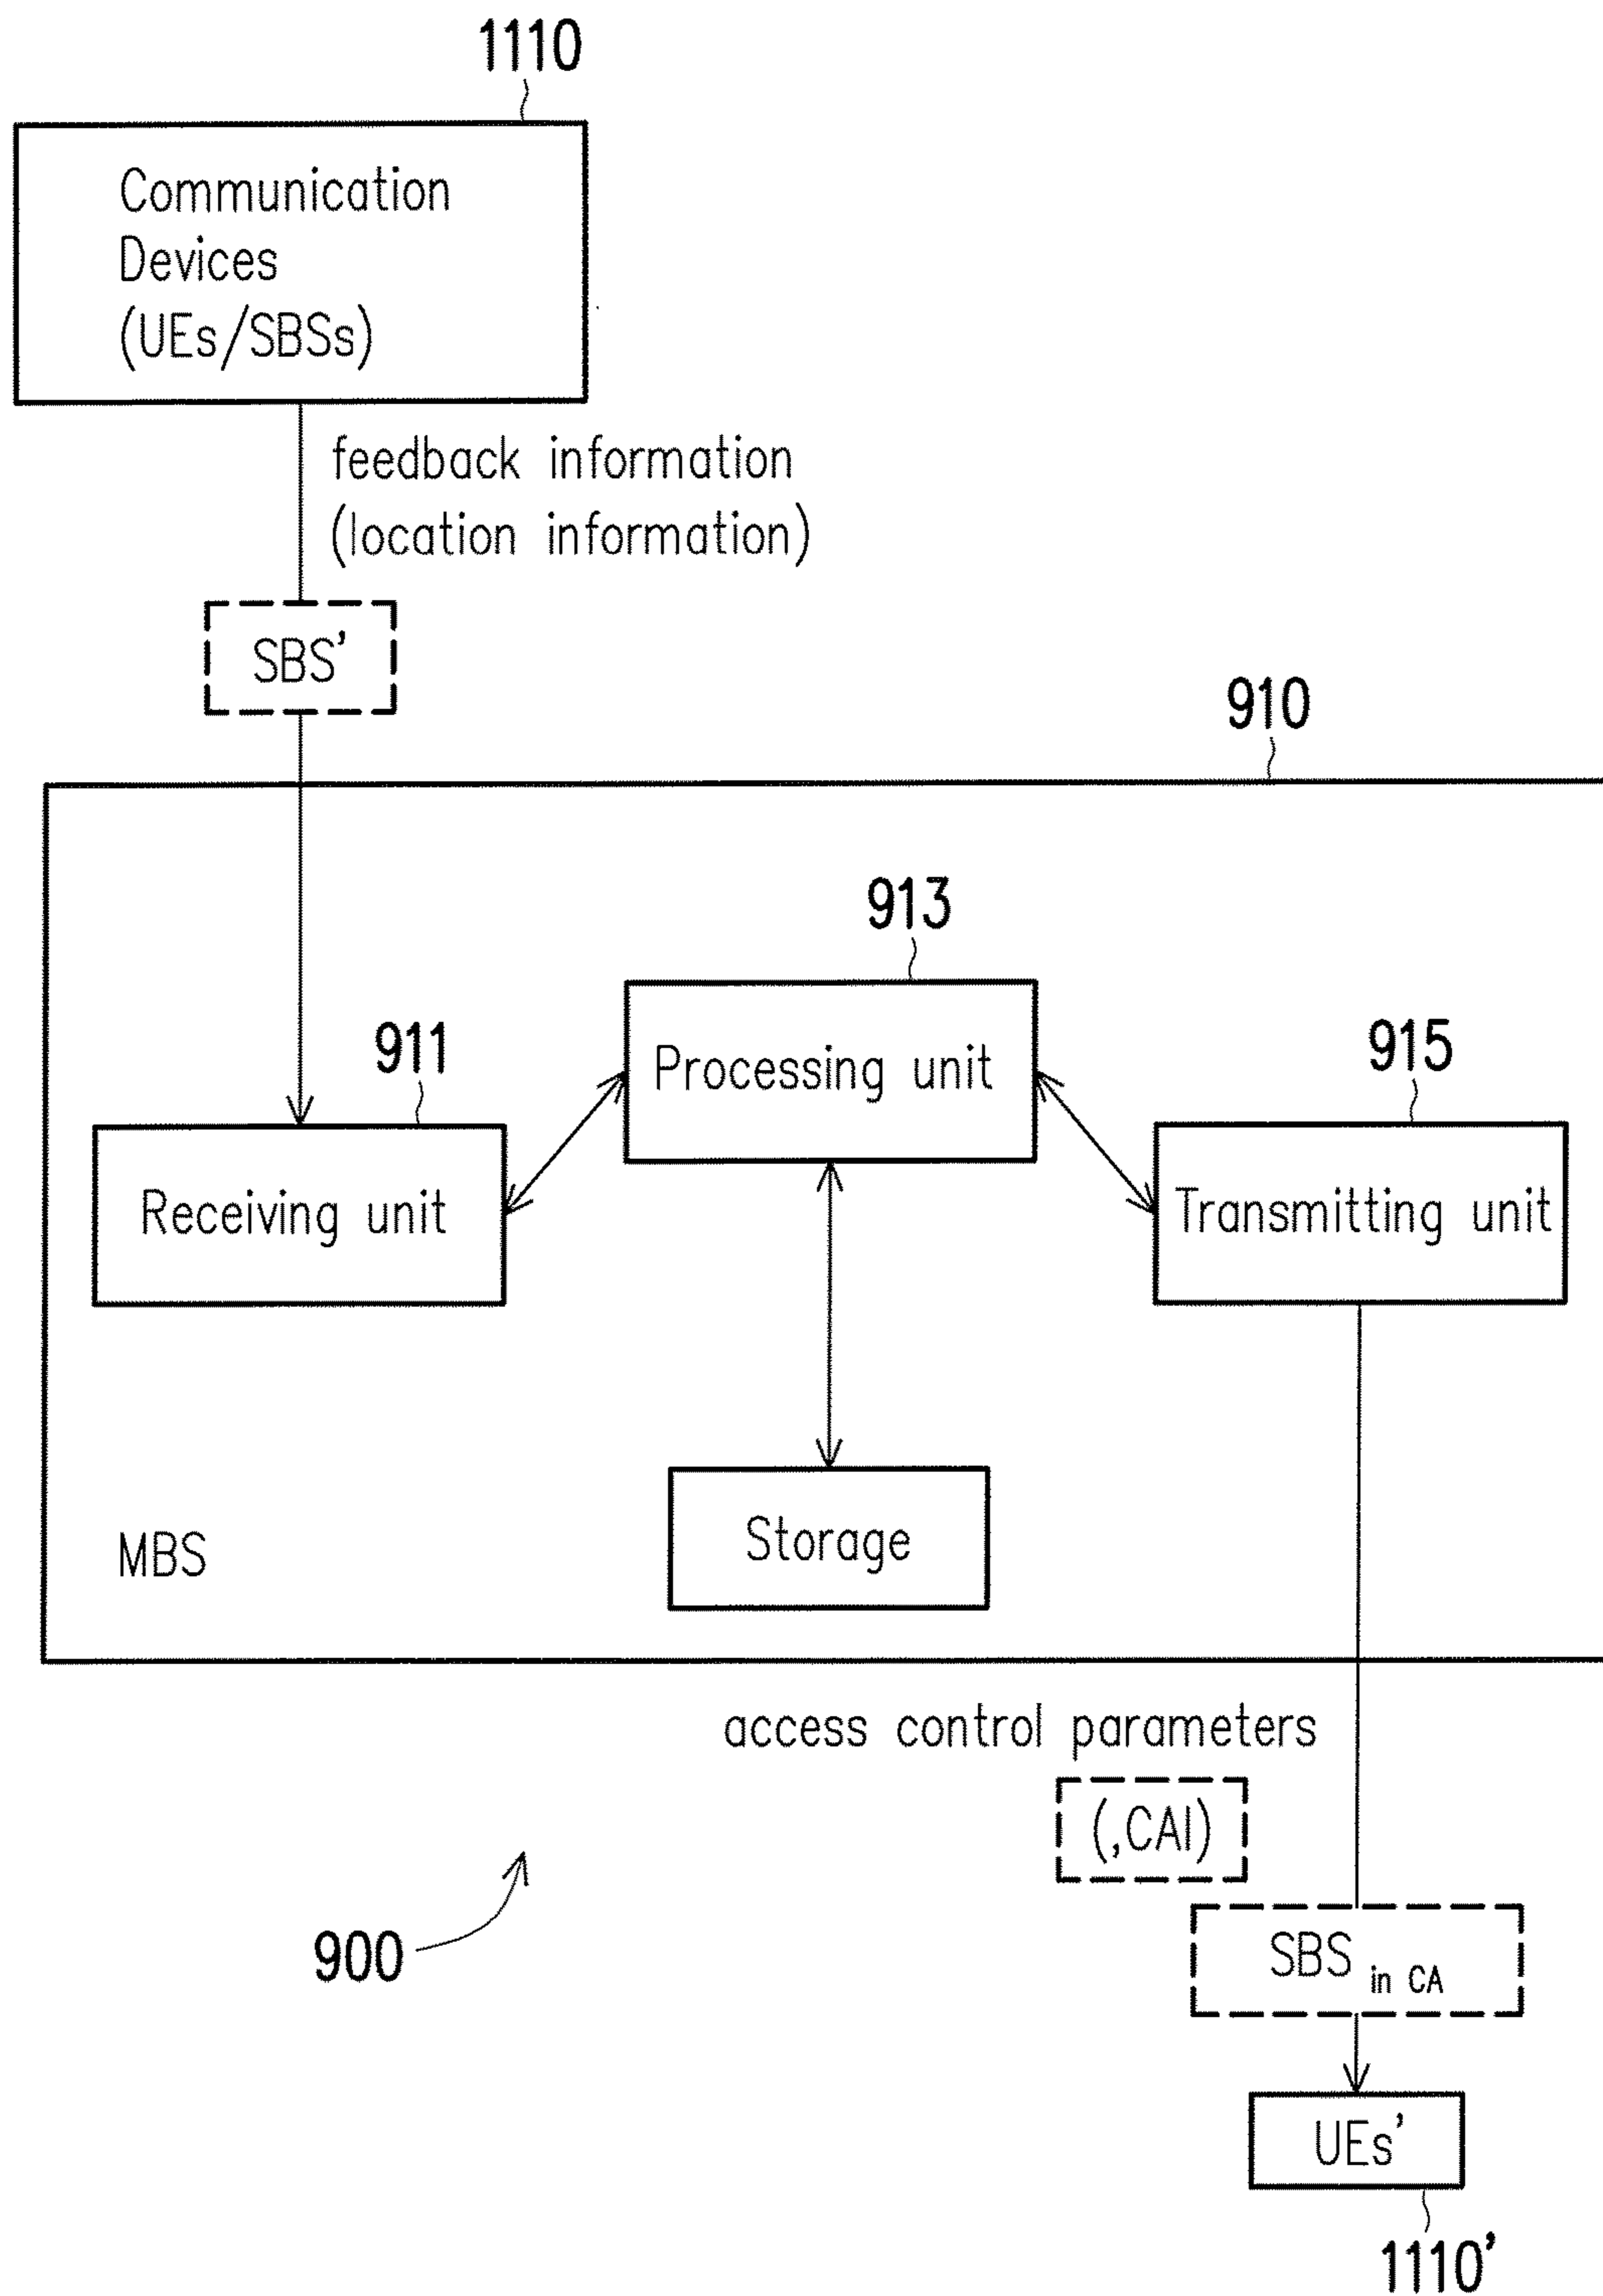 1110
Communication
Devices
(UEs/SBSs)
feedback information
(location information)
SBS’
910
913
911
915
Processing unit
Receiving unit
Transmitting unit
Storage
MBS
access control parameters
(,CAI)
900
SBS in CA
UEs’
1110’